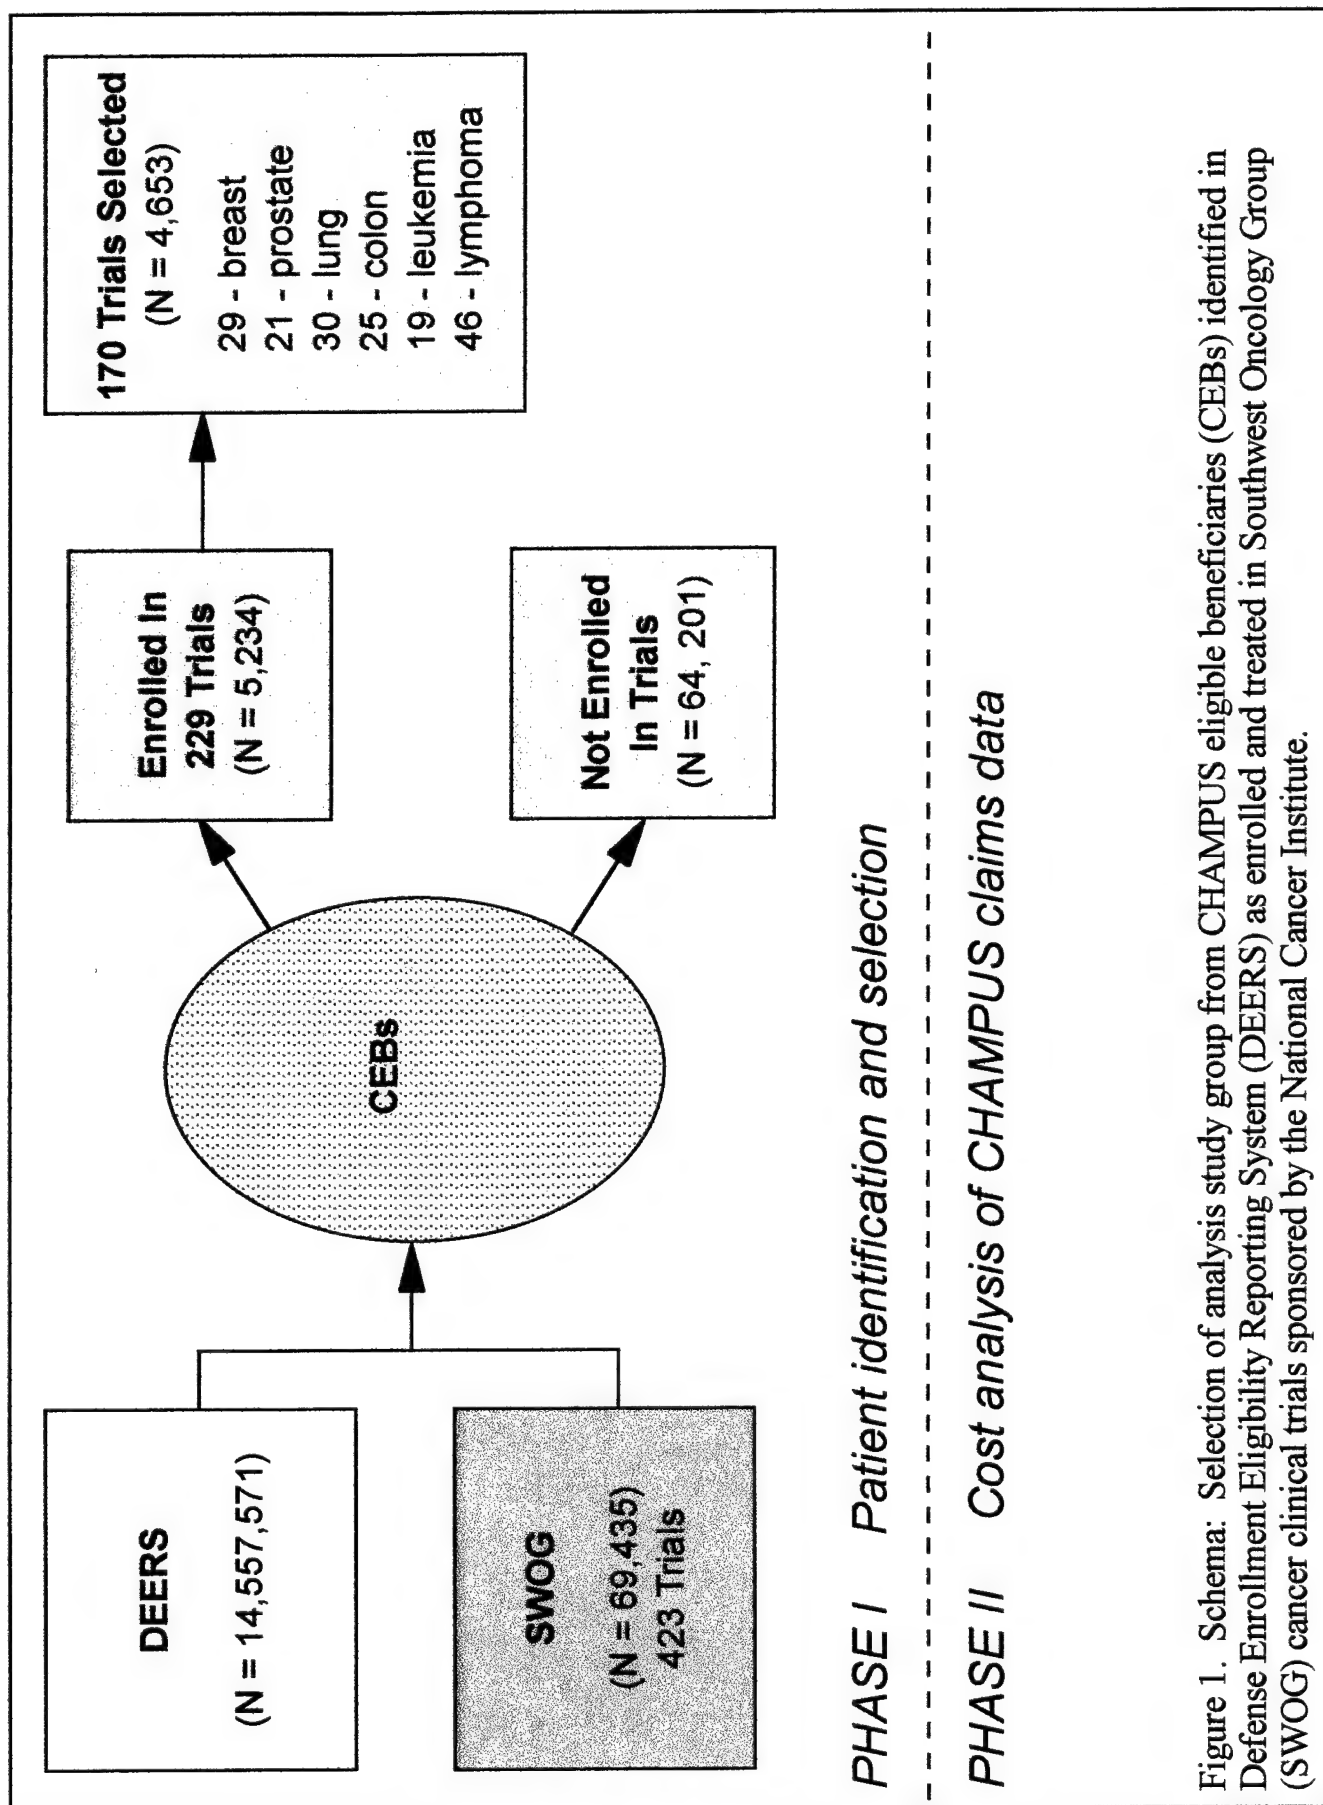 DEERS
(N = 14,557,571)
SWOG
(N = 69,435)
423 Trials
CEBs
Enrolled In
229 Trials
(N = 5,234)
Not Enrolled
In Trials
(N = 64, 201)
170 Trials Selected
(N = 4,653)
29 - breast
21 - prostate
30 - lung
25 - colon
19 - leukemia
46 - lymphoma
PHASE I Patient identification and selection
PHASE II Cost analysis of CHAMPUS claims data
Figure 1. Schema: Selection of analysis study group from CHAMPUS eligible beneficiaries (CEBs) identified in
Defense Enrollment Eligibility Reporting System (DEERS) as enrolled and treated in Southwest Oncology Group
(SWOG) cancer clinical trials sponsored by the National Cancer Institute.